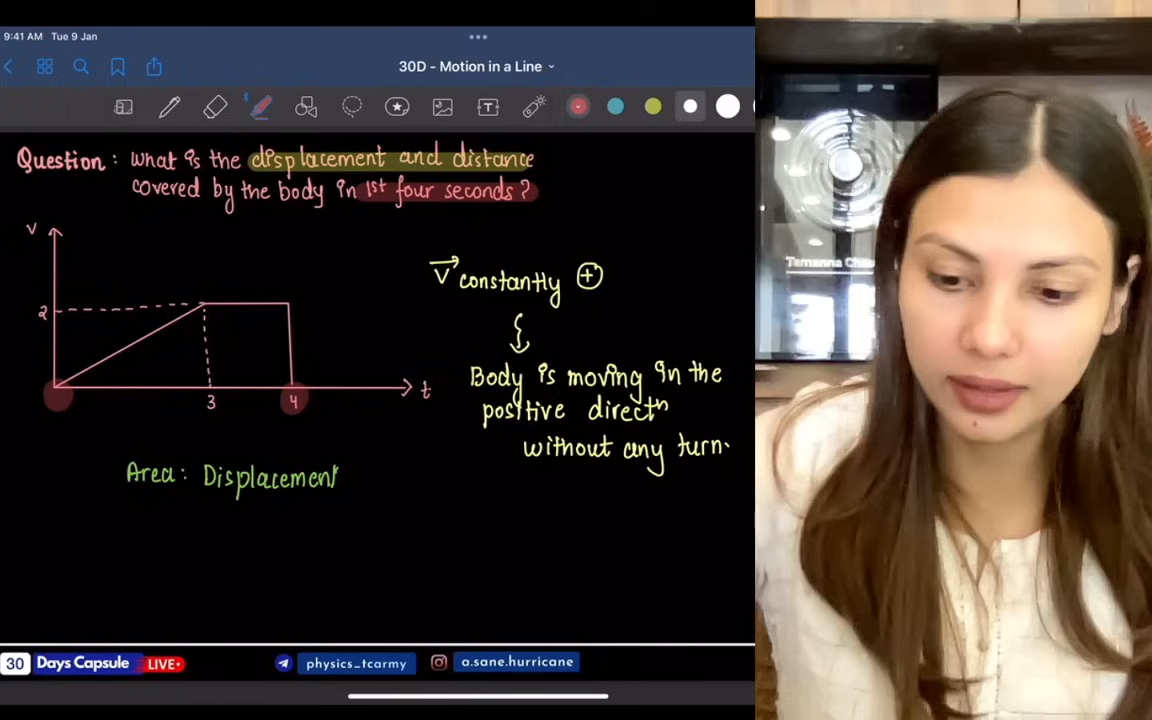 9:41 AM Tue 9 Jan
30D - Motion in a Line
T
Question: What is the displacement and distance
covered by the body in 1st four seconds?
v
2
3
4
t
V constantly +
Body is moving in the
positive directn
without any turn.
Area: Displacement
Tamanna
30 Days Capsule LIVE
physics_tcarmy
a.sane.hurricane